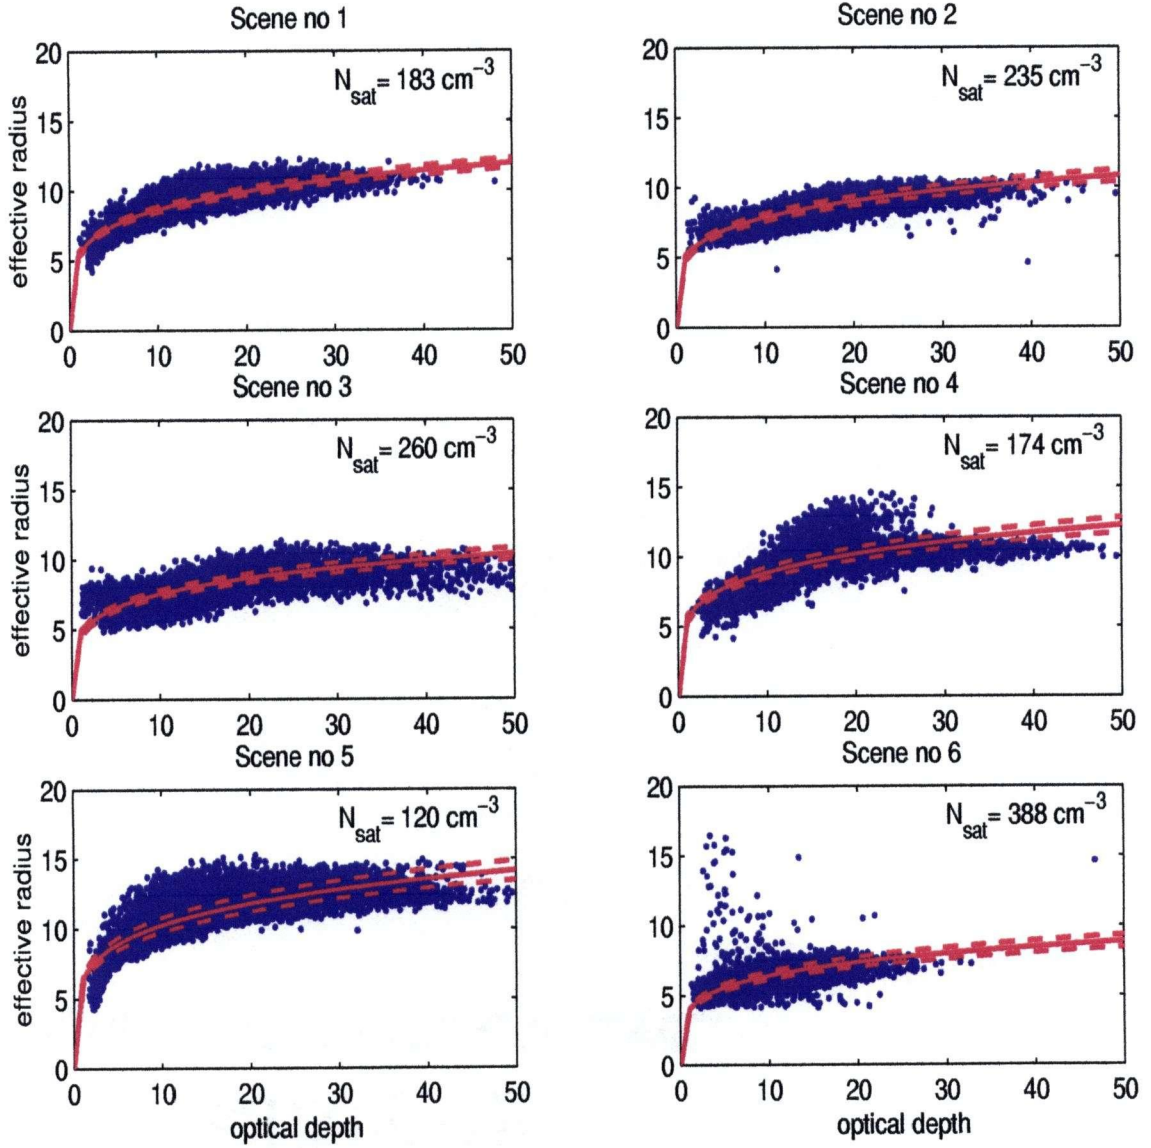 Scene no 1
N_sat = 183 cm⁻³
20
15
10
5
0
effective radius
0 10 20 30 40 50
Scene no 2
N_sat = 235 cm⁻³
20
15
10
5
0
0 10 20 30 40 50
Scene no 3
N_sat = 260 cm⁻³
20
15
10
5
0
effective radius
0 10 20 30 40 50
Scene no 4
N_sat = 174 cm⁻³
20
15
10
5
0
0 10 20 30 40 50
Scene no 5
N_sat = 120 cm⁻³
20
15
10
5
0
effective radius
0 10 20 30 40 50
optical depth
Scene no 6
N_sat = 388 cm⁻³
20
15
10
5
0
0 10 20 30 40 50
optical depth